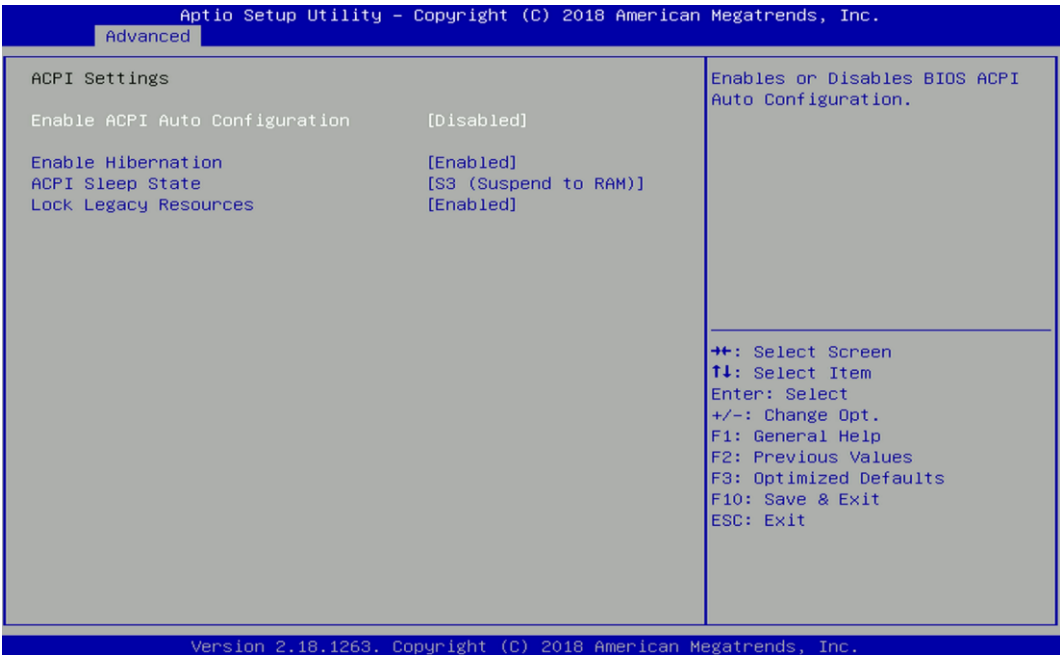 Aptio Setup Utility – Copyright (C) 2018 American Megatrends, Inc.
Advanced
ACPI Settings
Enable ACPI Auto Configuration [Disabled]
Enable Hibernation [Enabled]
ACPI Sleep State [S3 (Suspend to RAM)]
Lock Legacy Resources [Enabled]
Enables or Disables BIOS ACPI
Auto Configuration.
→←: Select Screen
↑↓: Select Item
Enter: Select
+/-: Change Opt.
F1: General Help
F2: Previous Values
F3: Optimized Defaults
F10: Save & Exit
ESC: Exit
Version 2.18.1263. Copyright (C) 2018 American Megatrends, Inc.